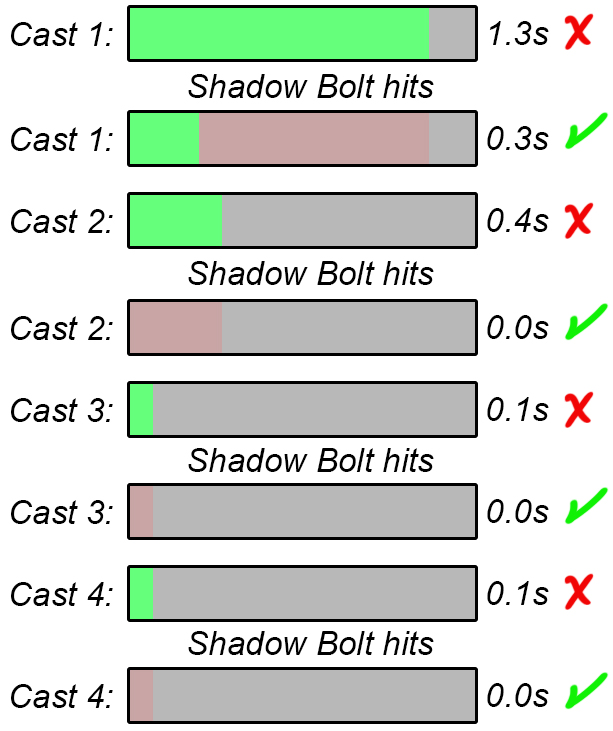 Cast 1: 1.3s
Shadow Bolt hits
Cast 1: 0.3s
Cast 2: 0.4s
Shadow Bolt hits
Cast 2: 0.0s
Cast 3: 0.1s
Shadow Bolt hits
Cast 3: 0.0s
Cast 4: 0.1s
Shadow Bolt hits
Cast 4: 0.0s